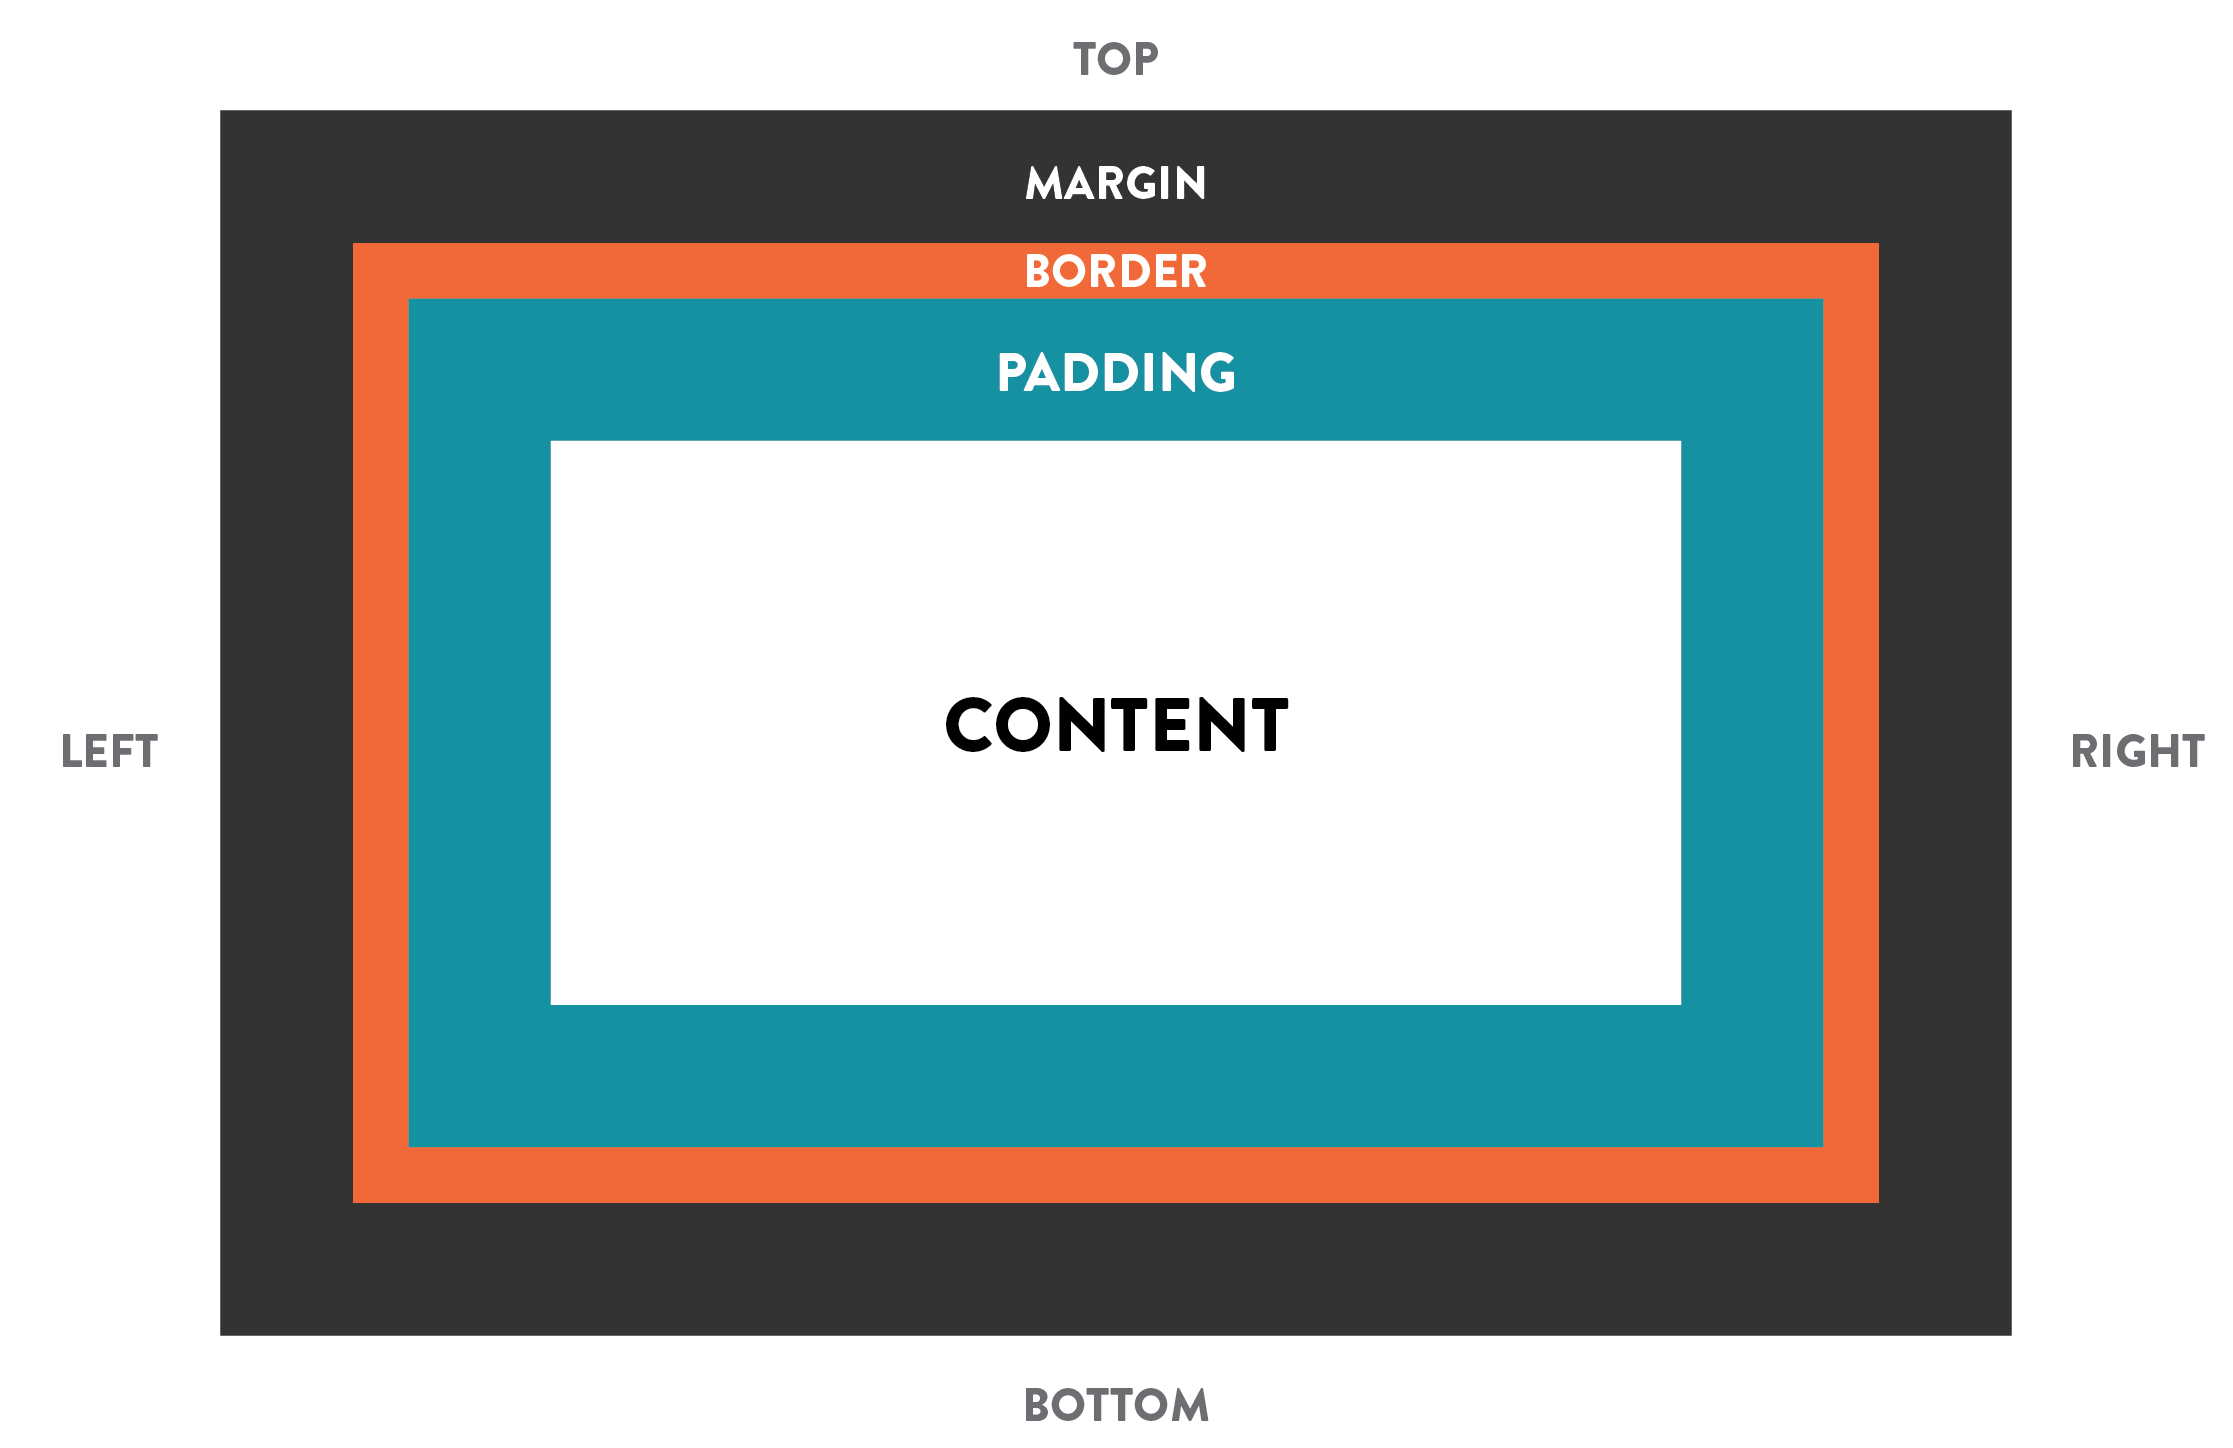 TOP
MARGIN
BORDER
PADDING
CONTENT
LEFT
RIGHT
BOTTOM